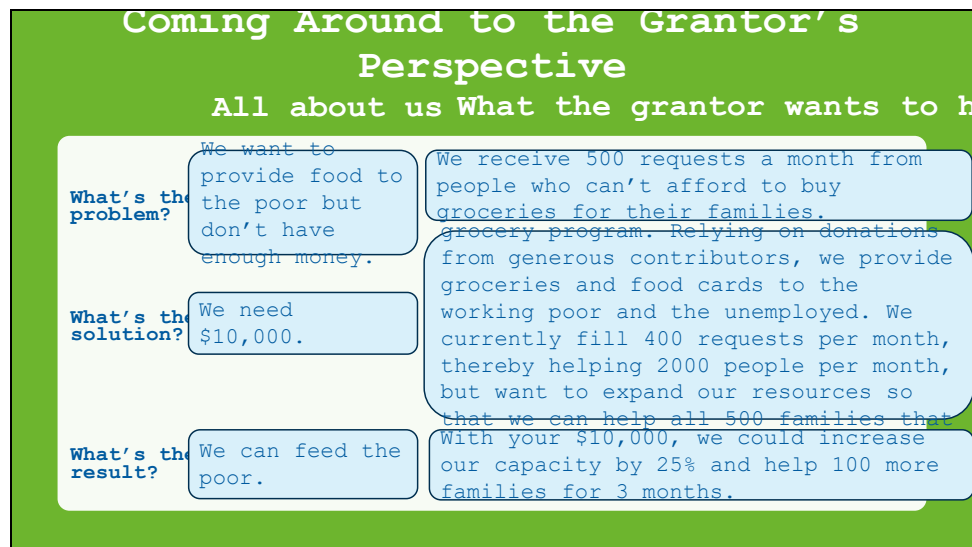 Coming Around to the Grantor’s
Perspective
All about us What the grantor wants to h
What’s the
problem?
We want to
provide food to
the poor but
don’t have
enough money.
We receive 500 requests a month from
people who can’t afford to buy
groceries for their families.
What’s the
solution?
We need
$10,000.
grocery program. Relying on donations
from generous contributors, we provide
groceries and food cards to the
working poor and the unemployed. We
currently fill 400 requests per month,
thereby helping 2000 people per month,
but want to expand our resources so
that we can help all 500 families that
What’s the
result?
We can feed the
poor.
With your $10,000, we could increase
our capacity by 25% and help 100 more
families for 3 months.